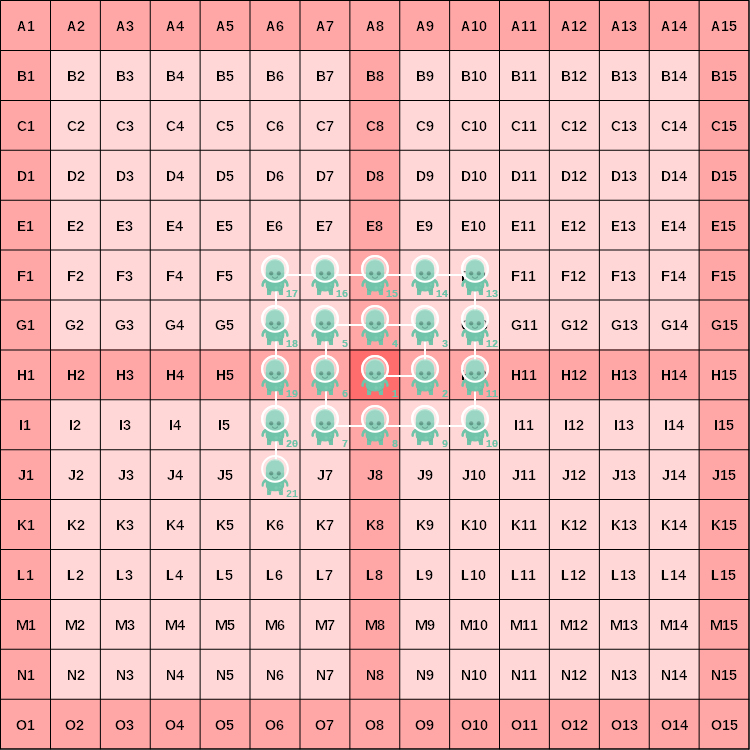 A1 A2 A3 A4 A5 A6 A7 A8 A9 A10 A11 A12 A13 A14 A15
B1 B2 B3 B4 B5 B6 B7 B8 B9 B10 B11 B12 B13 B14 B15
C1 C2 C3 C4 C5 C6 C7 C8 C9 C10 C11 C12 C13 C14 C15
D1 D2 D3 D4 D5 D6 D7 D8 D9 D10 D11 D12 D13 D14 D15
E1 E2 E3 E4 E5 E6 E7 E8 E9 E10 E11 E12 E13 E14 E15
F1 F2 F3 F4 F5 17 16 15 14 13 F11 F12 F13 F14 F15
G1 G2 G3 G4 G5 18 5 4 3 12 G11 G12 G13 G14 G15
H1 H2 H3 H4 H5 19 6 1 2 11 H11 H12 H13 H14 H15
I1 I2 I3 I4 I5 20 7 8 9 10 I11 I12 I13 I14 I15
J1 J2 J3 J4 J5 21 J7 J8 J9 J10 J11 J12 J13 J14 J15
K1 K2 K3 K4 K5 K6 K7 K8 K9 K10 K11 K12 K13 K14 K15
L1 L2 L3 L4 L5 L6 L7 L8 L9 L10 L11 L12 L13 L14 L15
M1 M2 M3 M4 M5 M6 M7 M8 M9 M10 M11 M12 M13 M14 M15
N1 N2 N3 N4 N5 N6 N7 N8 N9 N10 N11 N12 N13 N14 N15
O1 O2 O3 O4 O5 O6 O7 O8 O9 O10 O11 O12 O13 O14 O15